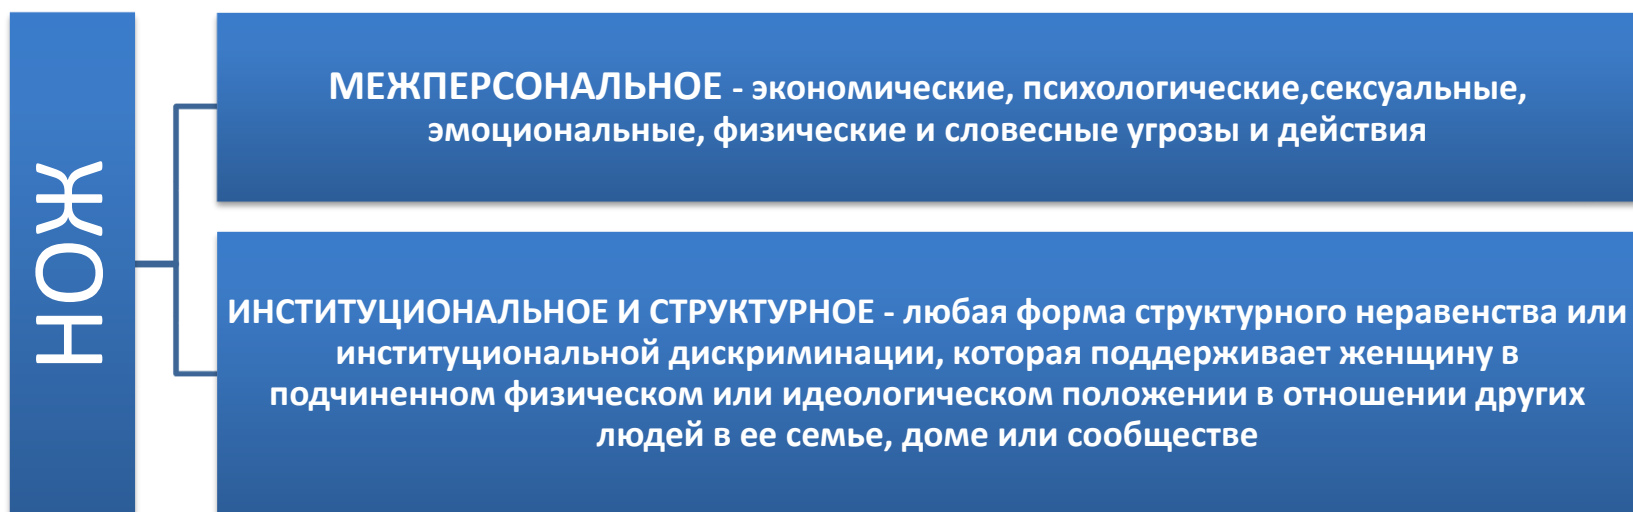 НОЖ
МЕЖПЕРСОНАЛЬНОЕ - экономические, психологические,сексуальные,
эмоциональные, физические и словесные угрозы и действия
ИНСТИТУЦИОНАЛЬНОЕ И СТРУКТУРНОЕ - любая форма структурного неравенства или
институциональной дискриминации, которая поддерживает женщину в
подчиненном физическом или идеологическом положении в отношении других
людей в ее семье, доме или сообществе